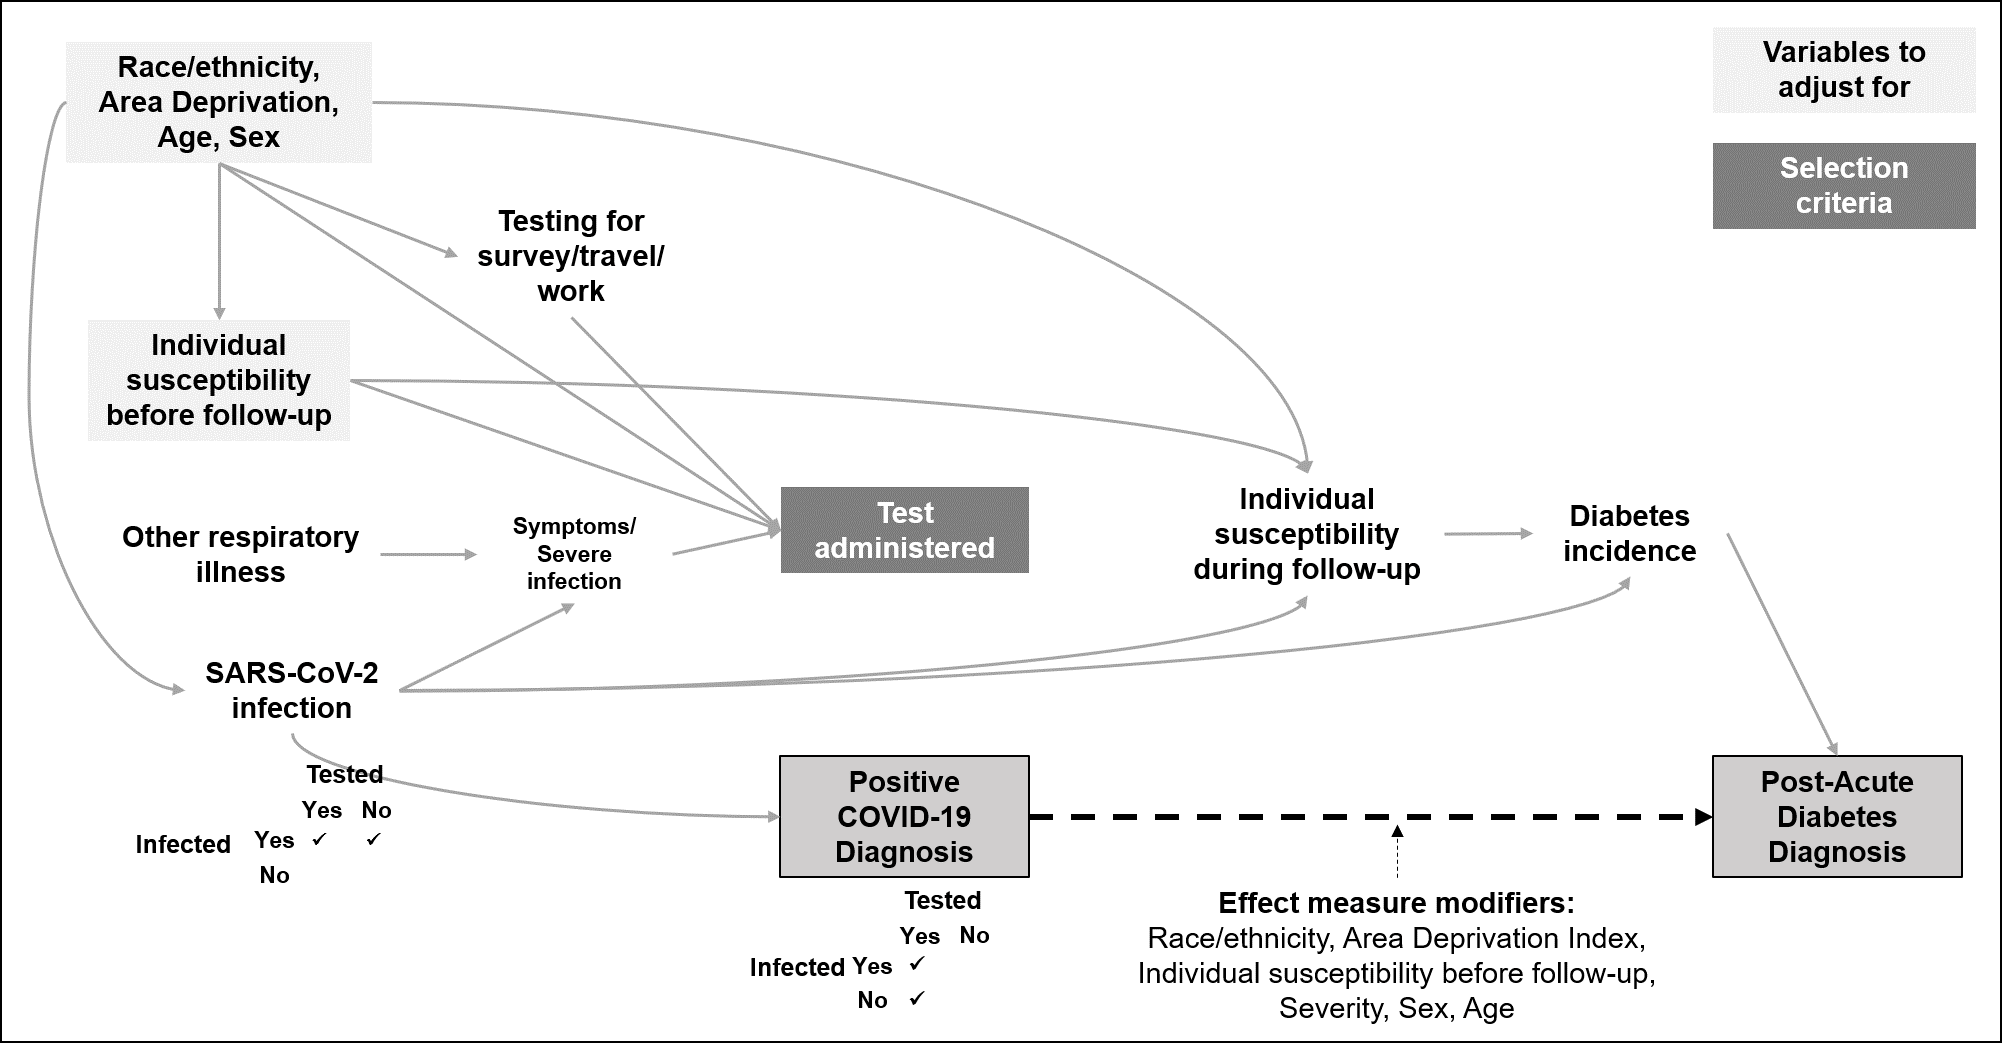 Race/ethnicity,
Area Deprivation,
Age, Sex
Variables to
adjust for
Selection
criteria
Testing for
survey/travel/
work
Individual
susceptibility
before follow-up
Other respiratory
illness
Symptoms/
Severe
infection
Test
administered
Individual
susceptibility
during follow-up
Diabetes
incidence
SARS-CoV-2
infection
Tested
Yes No
Infected Yes ✓ ✓
No
Positive
COVID-19
Diagnosis
Tested
Yes No
Infected Yes ✓
No ✓
Post-Acute
Diabetes
Diagnosis
Effect measure modifiers:
Race/ethnicity, Area Deprivation Index,
Individual susceptibility before follow-up,
Severity, Sex, Age